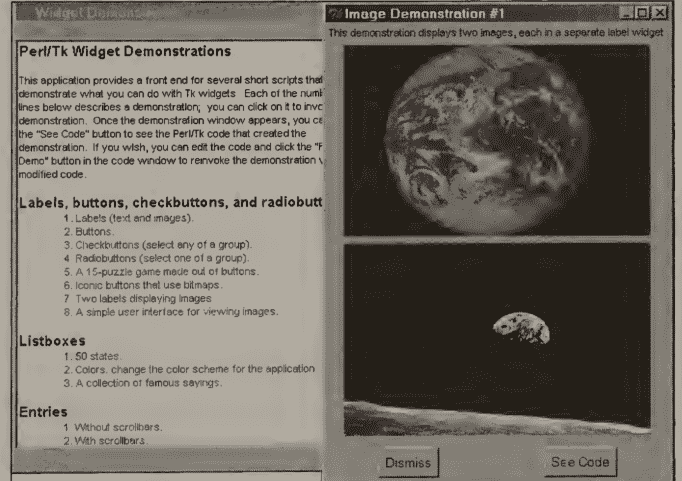 Widget Demons
Perl/Tk Widget Demonstrations
This application provides a front end for several short scripts that
demonstrate what you can do with Tk widgets Each of the num
lines below describes a demonstration; you can click on it to invo
demonstration. Once the demonstration window appears, you ca
the "See Code" button to see the Perl/Tk code that created the
demonstration. If you wish, you can edit the code and click the "F
Demo" button in the code window to reinvoke the demonstration v
modified code.
Labels, buttons, checkbuttons, and radiobutt
1. Labels (text and images).
2. Buttons.
3. Checkbuttons (select any of a group).
4 Radiobuttons (select one of a group).
5. A 15-puzzle game made out of buttons.
6. Iconic buttons that use bitmaps.
7 Two labels displaying images
8. A simple user interface for viewing images.
Listboxes
1. 50 states.
2. Colors. change the color scheme for the application
3. A collection of famous sayings.
Entries
1 Without scrollbars.
2. With scrollbars.
Image Demonstration #1
This demonstration displays two images, each in a separate label widget
Dismiss
See Code